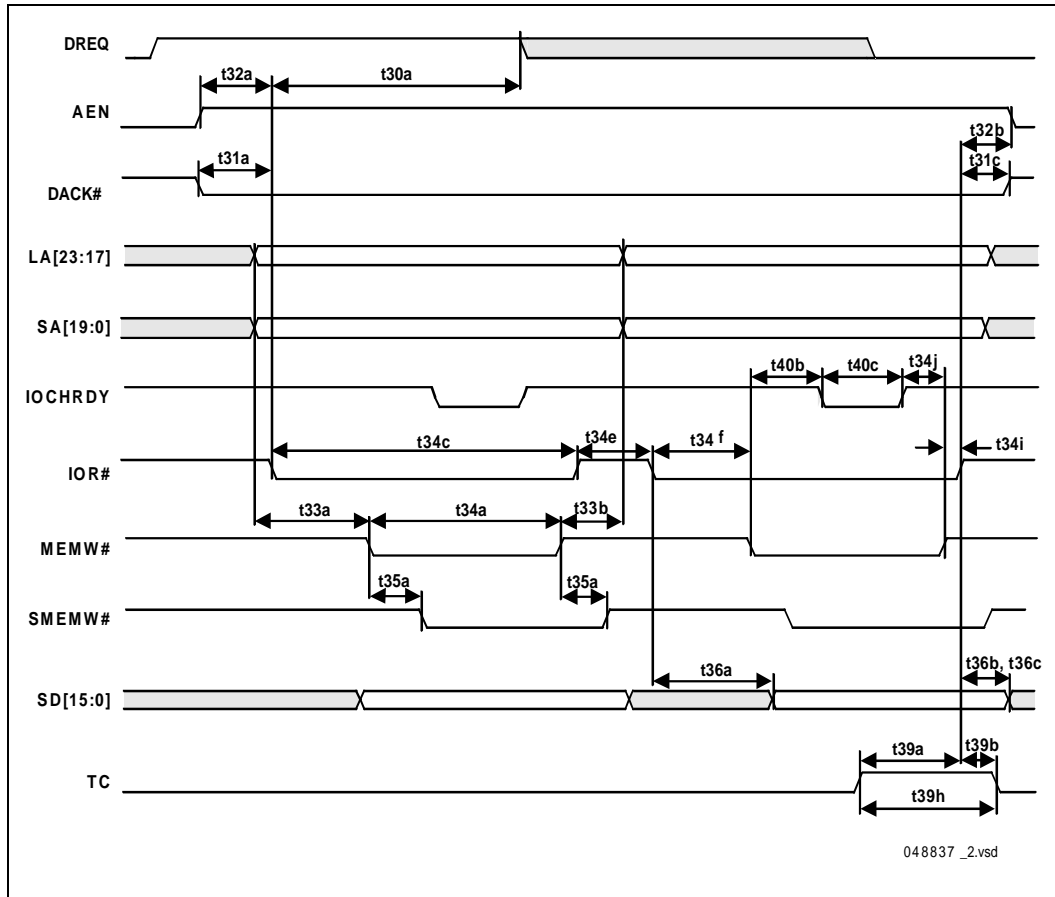 DREQ
t32a
t30a
AEN
t32b
t31a
t31c
DACK#
LA[23:17]
SA[19:0]
t40b
t40c
t34j
IOCHRDY
t34c
t34e
t34 f
t34i
IOR#
t33a
t34a
t33b
MEMW#
t35a
t35a
SMEMW#
t36a
t36b, t36c
SD[15:0]
t39a
t39b
TC
t39h
048837 _2.vsd